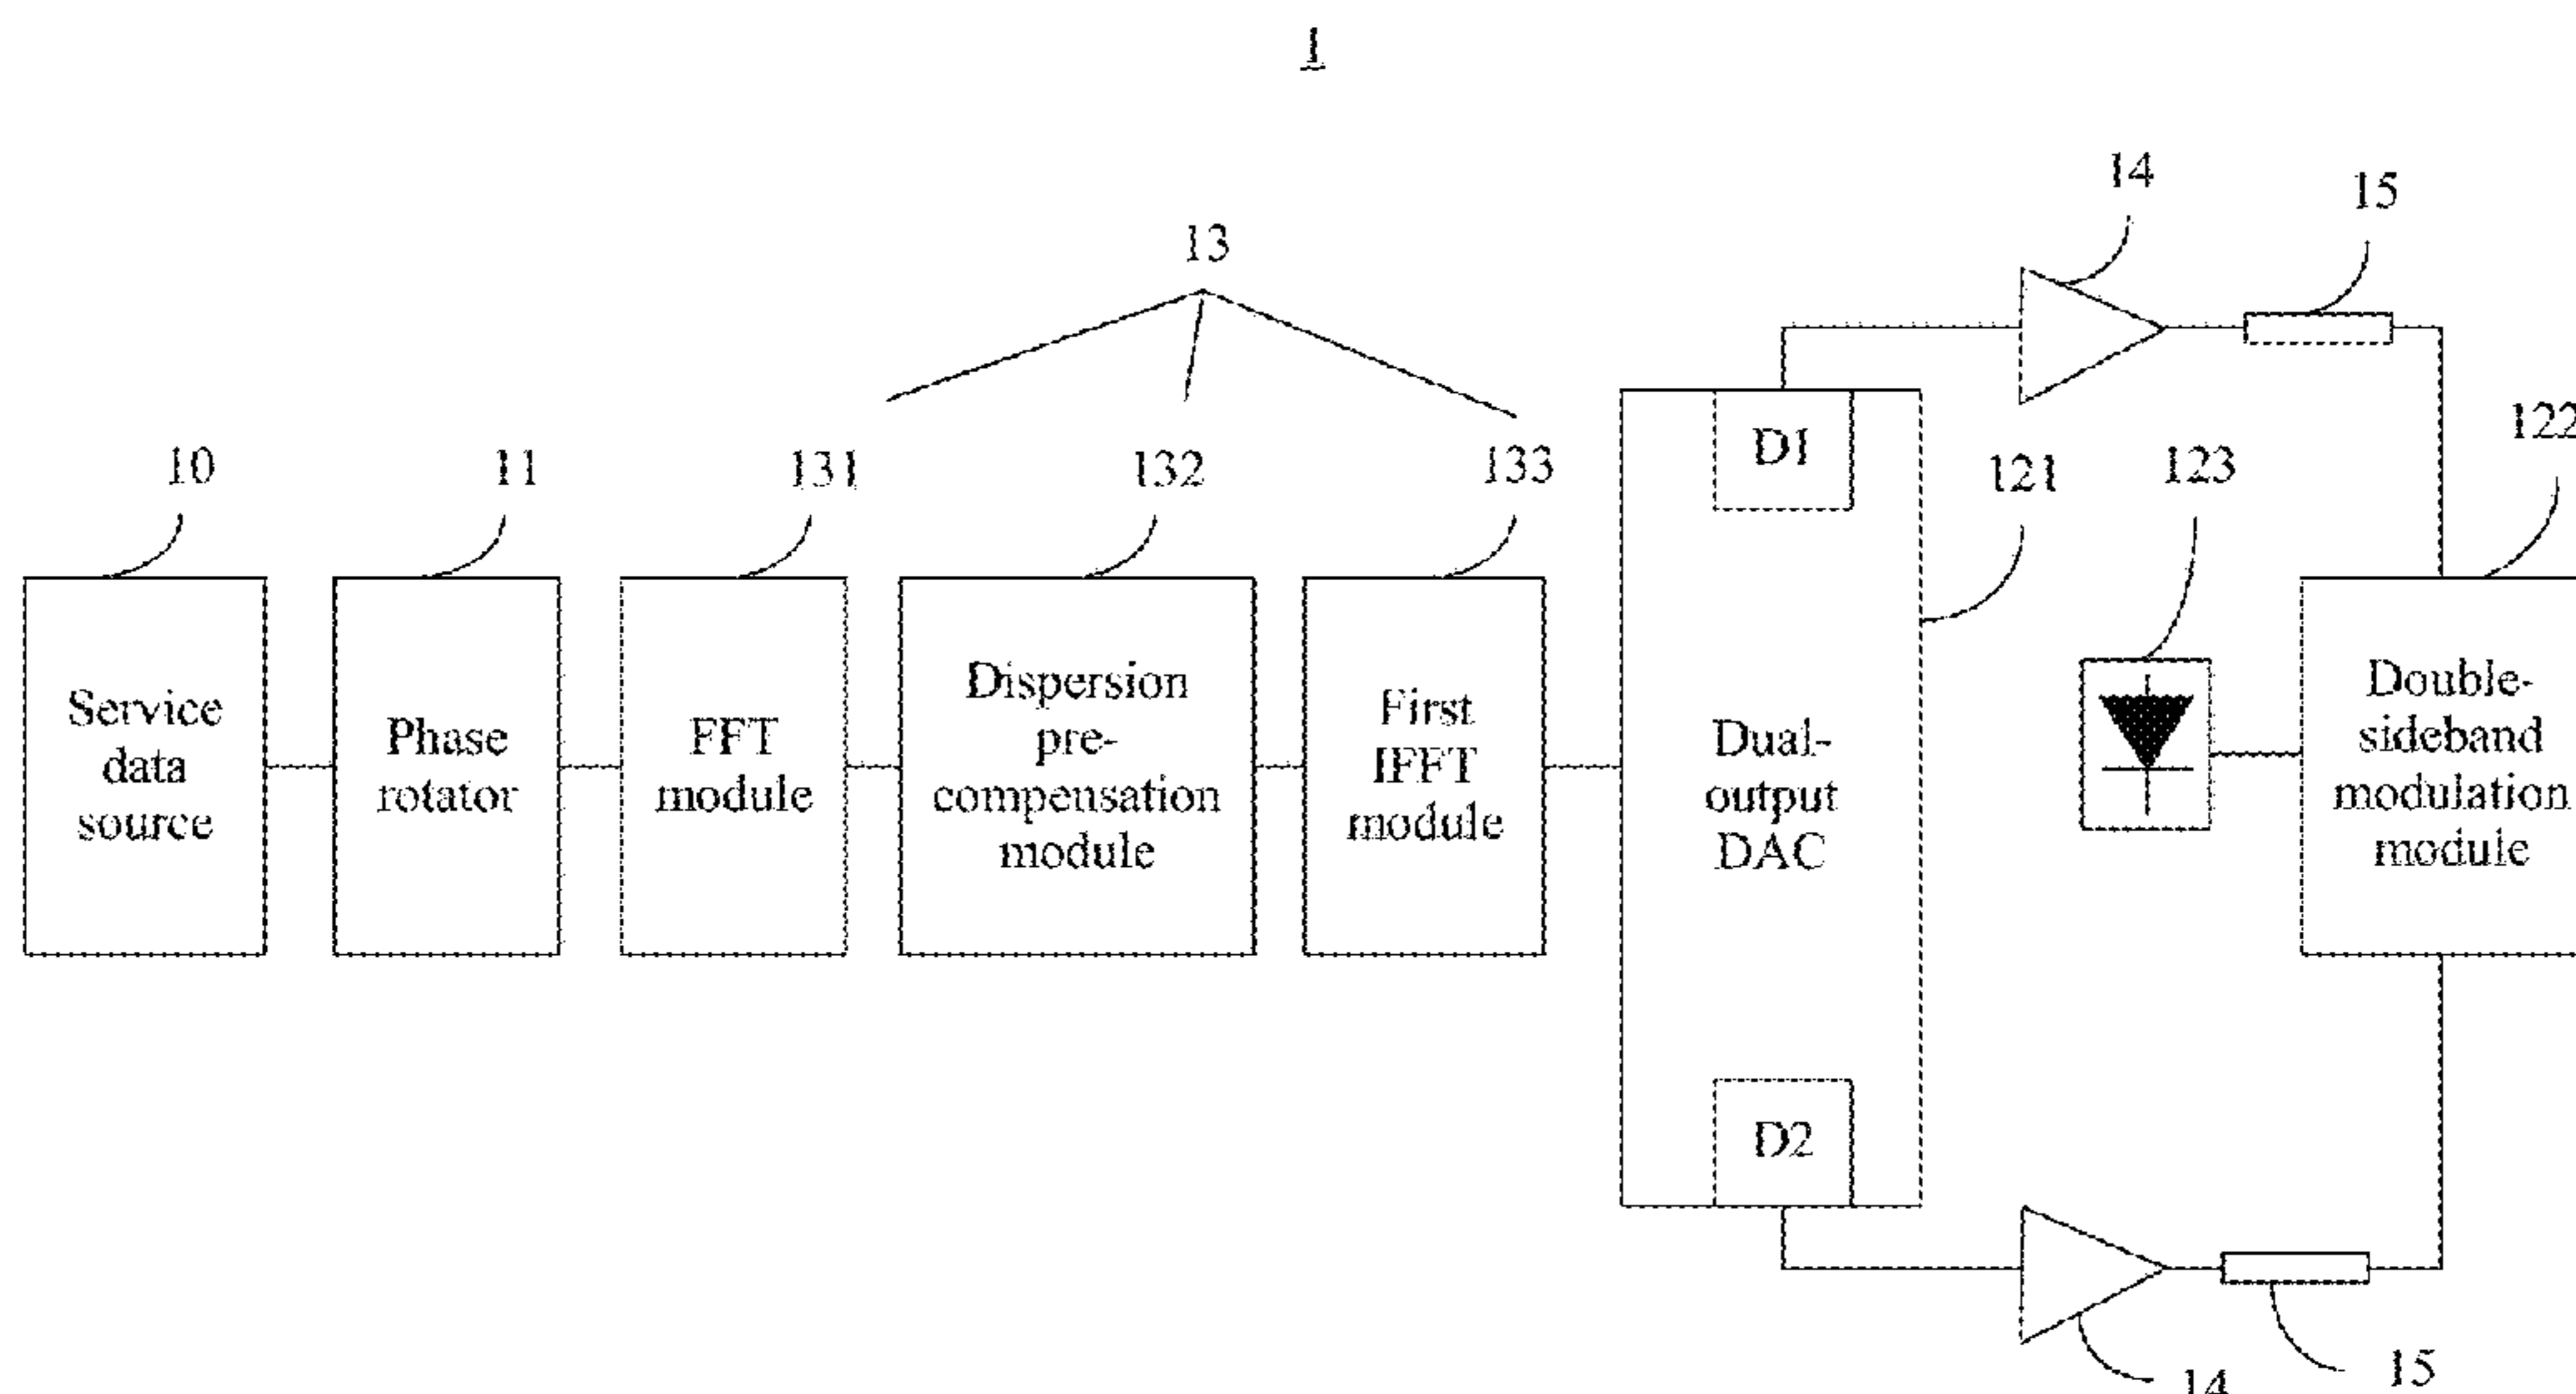 1
14
15
13
122
10
11
131
132
133
D1
121
123
Service
data
source
Phase
rotator
FFT
module
Dispersion
pre-
compensation
module
First
IFFT
module
Dual-
output
DAC
Double-
sideband
modulation
module
D2
14
15